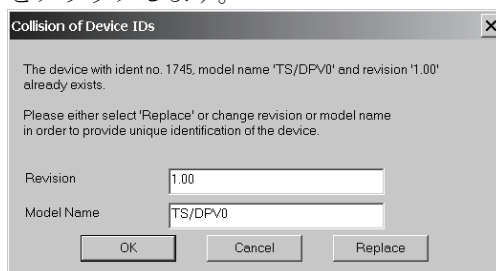 Collision of Device IDs
The device with ident no. 1745, model name 'TS/DPV0' and revision '1.00'
already exists.
Please either select 'Replace' or change revision or model name
in order to provide unique identification of the device.
Revision 1.00
Model Name TS/DPV0
OK Cancel Replace